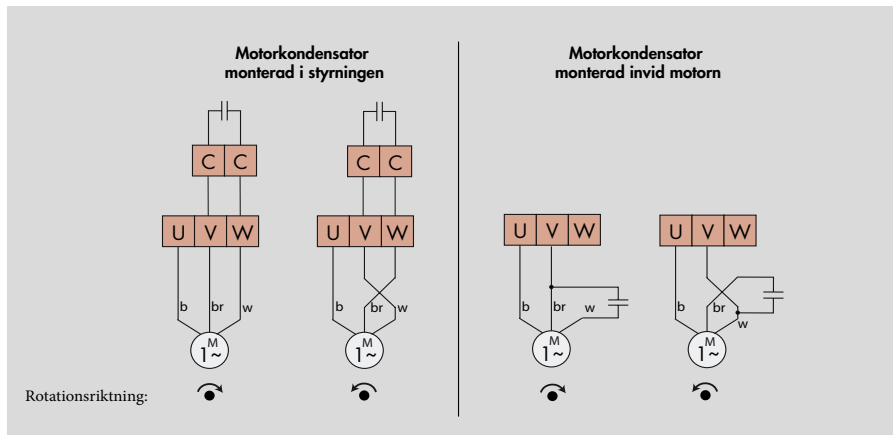 Motorkondensator
monterad i styrningen
Motorkondensator
monterad invid motorn
C C C C
U V W U V W U V W U V W
b br w b br w b br w b br w
M 1~ M 1~ M 1~ M 1~
Rotationsriktning: